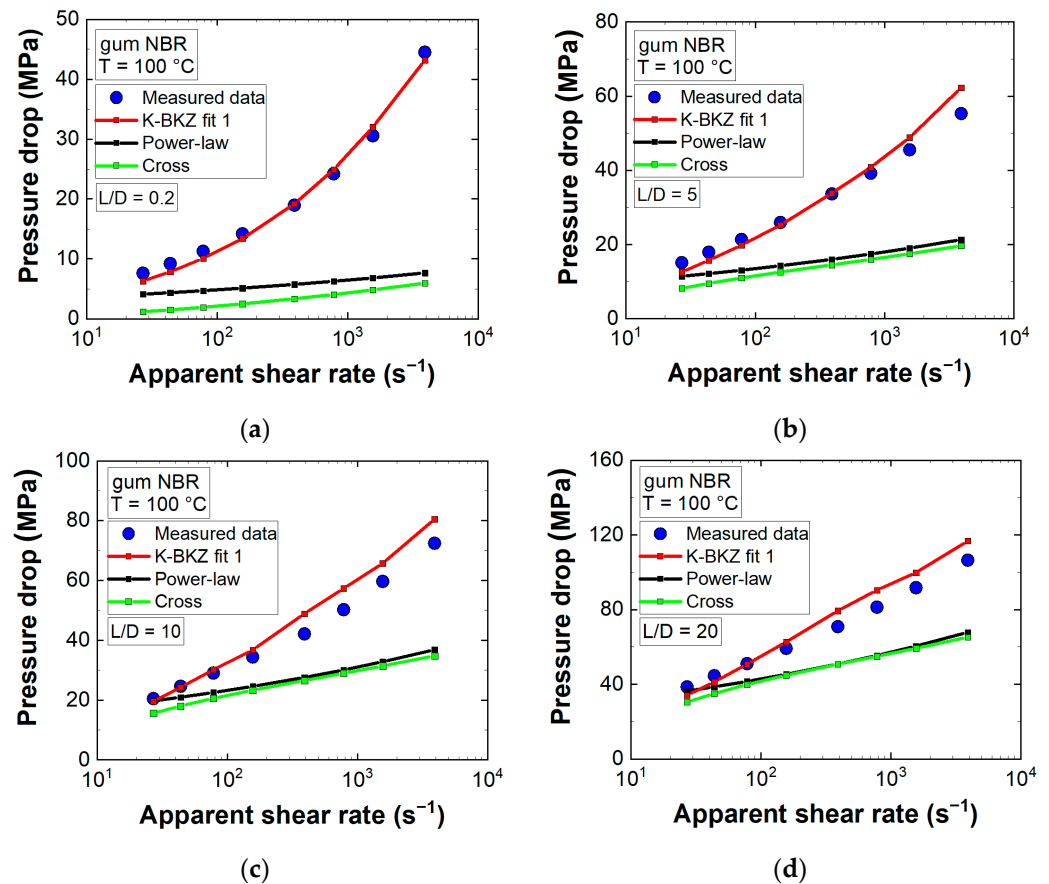 50
40
30
20
10
0
Pressure drop (MPa)
gum NBR
T = 100 °C
Measured data
K-BKZ fit 1
Power-law
Cross
L/D = 0.2
10¹
10²
10³
10⁴
Apparent shear rate (s⁻¹)
(a)
80
60
40
20
0
Pressure drop (MPa)
gum NBR
T = 100 °C
Measured data
K-BKZ fit 1
Power-law
Cross
L/D = 5
10¹
10²
10³
10⁴
Apparent shear rate (s⁻¹)
(b)
100
80
60
40
20
0
Pressure drop (MPa)
gum NBR
T = 100 °C
Measured data
K-BKZ fit 1
Power-law
Cross
L/D = 10
10¹
10²
10³
10⁴
Apparent shear rate (s⁻¹)
(c)
160
120
80
40
0
Pressure drop (MPa)
gum NBR
T = 100 °C
Measured data
K-BKZ fit 1
Power-law
Cross
L/D = 20
10¹
10²
10³
10⁴
Apparent shear rate (s⁻¹)
(d)